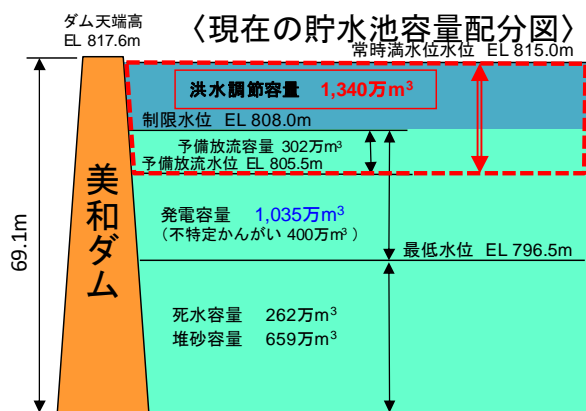 〈現在の貯水池容量配分図〉
ダム天端高
EL 817.6m
常時満水位水位 EL 815.0m
洪水調節容量 1,340万m³
制限水位 EL 808.0m
予備放流容量 302万m³
予備放流水位 EL 805.5m
発電容量 1,035万m³
（不特定かんがい 400万m³ ）
最低水位 EL 796.5m
死水容量 262万m³
堆砂容量 659万m³
美和ダム
69.1m